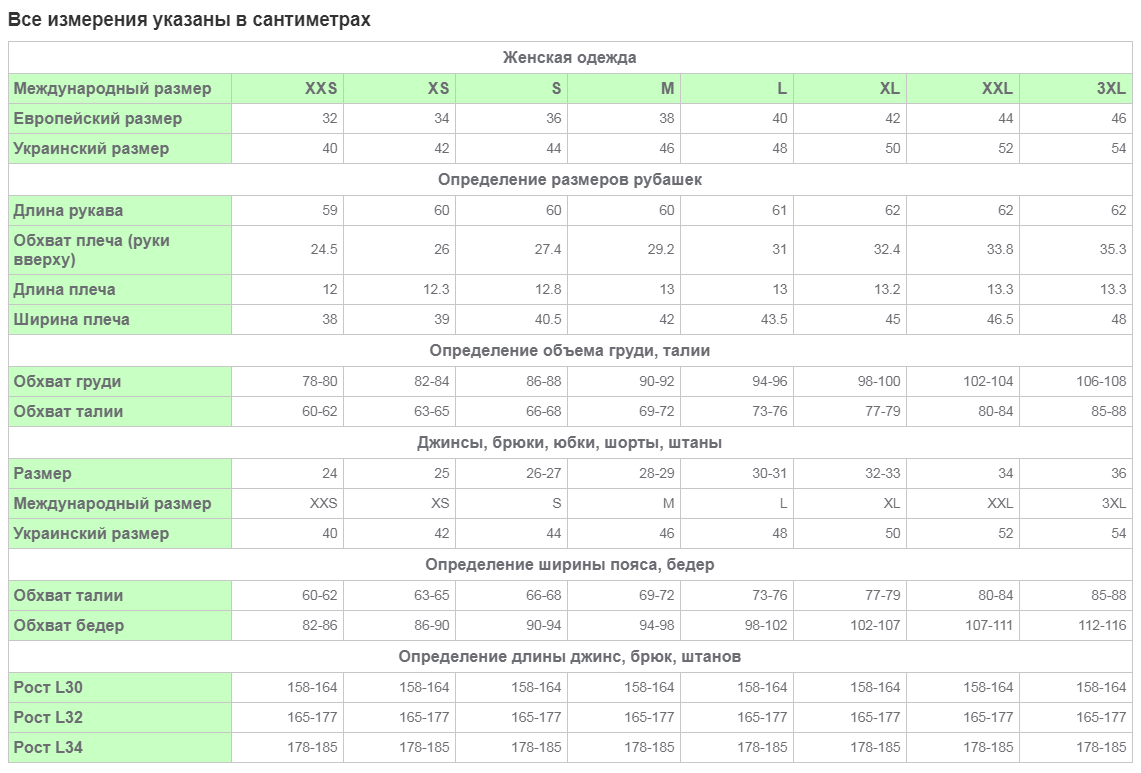 Все измерения указаны в сантиметрах
Женская одежда
Международный размер XXS XS S M L XL XXL 3XL
Европейский размер 32 34 36 38 40 42 44 46
Украинский размер 40 42 44 46 48 50 52 54
Определение размеров рубашек
Длина рукава 59 60 60 60 61 62 62 62
Обхват плеча (руки
вверху) 24.5 26 27.4 29.2 31 32.4 33.8 35.3
Длина плеча 12 12.3 12.8 13 13 13.2 13.3 13.3
Ширина плеча 38 39 40.5 42 43.5 45 46.5 48
Определение объема груди, талии
Обхват груди 78-80 82-84 86-88 90-92 94-96 98-100 102-104 106-108
Обхват талии 60-62 63-65 66-68 69-72 73-76 77-79 80-84 85-88
Джинсы, брюки, юбки, шорты, штаны
Размер 24 25 26-27 28-29 30-31 32-33 34 36
Международный размер XXS XS S M L XL XXL 3XL
Украинский размер 40 42 44 46 48 50 52 54
Определение ширины пояса, бедер
Обхват талии 60-62 63-65 66-68 69-72 73-76 77-79 80-84 85-88
Обхват бедер 82-86 86-90 90-94 94-98 98-102 102-107 107-111 112-116
Определение длины джинс, брюк, штанов
Рост L30 158-164 158-164 158-164 158-164 158-164 158-164 158-164 158-164
Рост L32 165-177 165-177 165-177 165-177 165-177 165-177 165-177 165-177
Рост L34 178-185 178-185 178-185 178-185 178-185 178-185 178-185 178-185